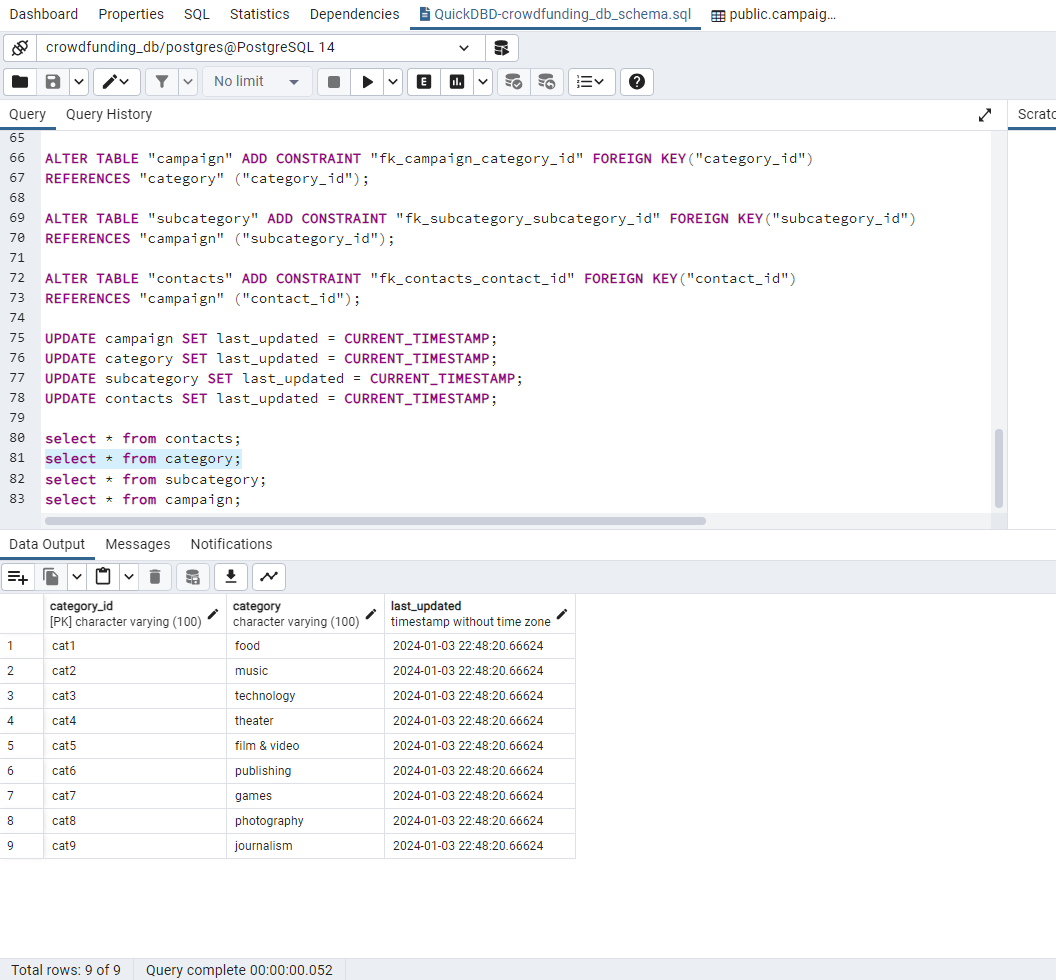 Dashboard Properties SQL Statistics Dependencies QuickDBD-crowdfunding_db_schema.sql public.campaig...
crowdfunding_db/postgres@PostgreSQL 14
No limit E
Query Query History Scratc
65
66 ALTER TABLE "campaign" ADD CONSTRAINT "fk_campaign_category_id" FOREIGN KEY("category_id")
67 REFERENCES "category" ("category_id");
68
69 ALTER TABLE "subcategory" ADD CONSTRAINT "fk_subcategory_subcategory_id" FOREIGN KEY("subcategory_id")
70 REFERENCES "campaign" ("subcategory_id");
71
72 ALTER TABLE "contacts" ADD CONSTRAINT "fk_contacts_contact_id" FOREIGN KEY("contact_id")
73 REFERENCES "campaign" ("contact_id");
74
75 UPDATE campaign SET last_updated = CURRENT_TIMESTAMP;
76 UPDATE category SET last_updated = CURRENT_TIMESTAMP;
77 UPDATE subcategory SET last_updated = CURRENT_TIMESTAMP;
78 UPDATE contacts SET last_updated = CURRENT_TIMESTAMP;
79
80 select * from contacts;
81 select * from category;
82 select * from subcategory;
83 select * from campaign;
Data Output Messages Notifications
category_id category last_updated
[PK] character varying (100) character varying (100) timestamp without time zone
1 cat1 food 2024-01-03 22:48:20.66624
2 cat2 music 2024-01-03 22:48:20.66624
3 cat3 technology 2024-01-03 22:48:20.66624
4 cat4 theater 2024-01-03 22:48:20.66624
5 cat5 film & video 2024-01-03 22:48:20.66624
6 cat6 publishing 2024-01-03 22:48:20.66624
7 cat7 games 2024-01-03 22:48:20.66624
8 cat8 photography 2024-01-03 22:48:20.66624
9 cat9 journalism 2024-01-03 22:48:20.66624
Total rows: 9 of 9 Query complete 00:00:00.052